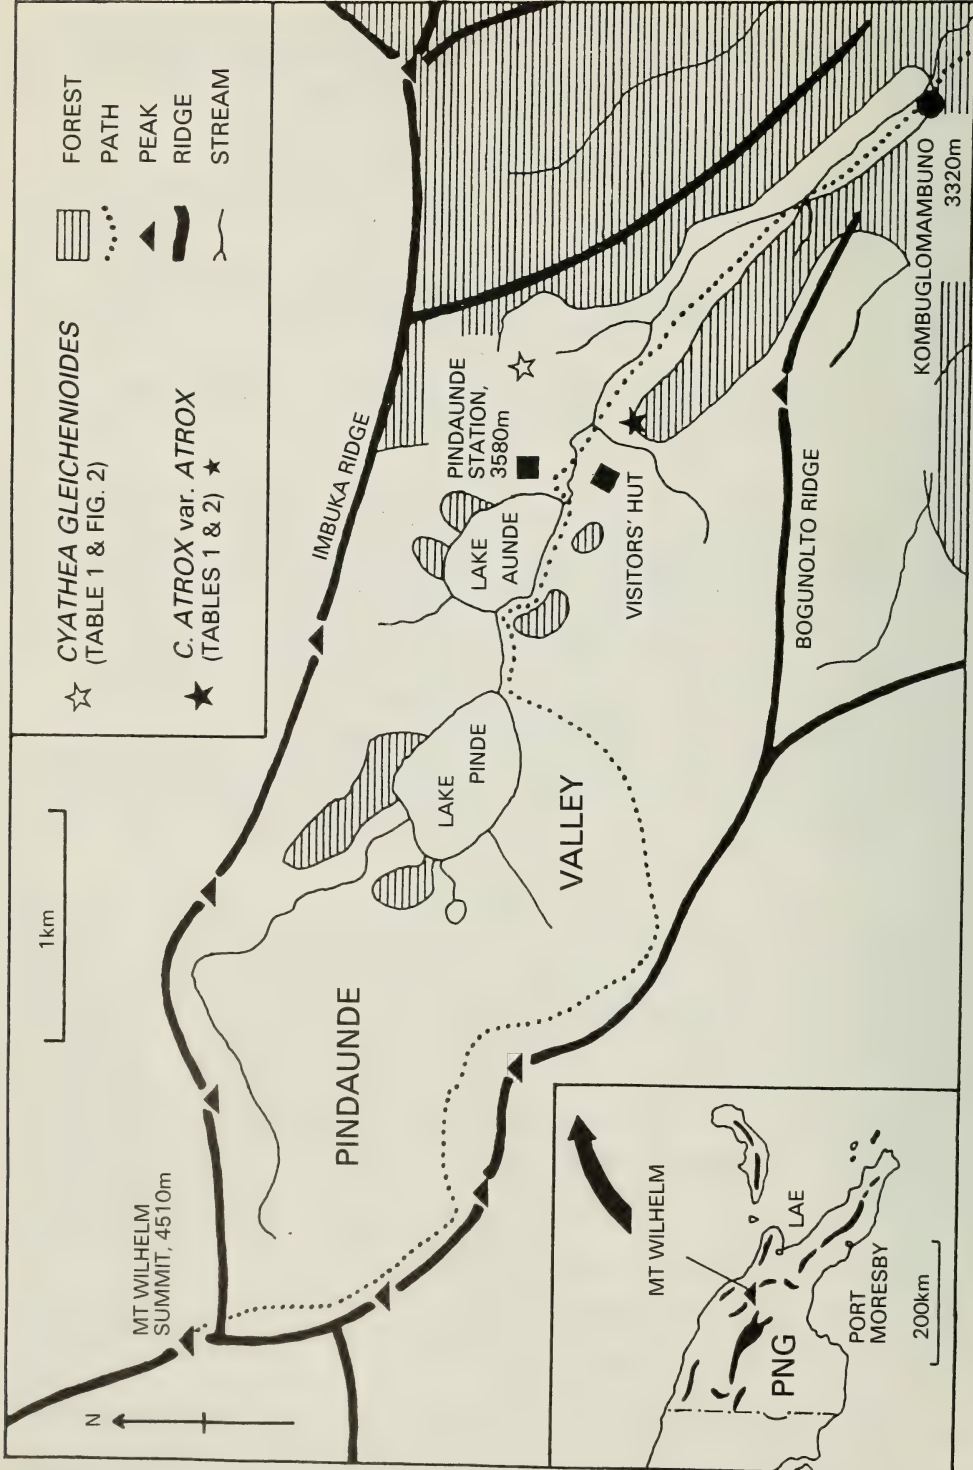 CYATHEA GLEICHENIOIDES
(TABLE 1 & FIG. 2)
C. ATROX var. ATROX
(TABLES 1 & 2) ★
FOREST
PATH
PEAK
RIDGE
STREAM
1km
N
MT WILHELM
SUMMIT, 4510m
IMBUKA RIDGE
PINDAUNDE
VALLEY
LAKE
PINDE
LAKE
AUNDE
PINDAUNDE
STATION,
3580m
VISITORS' HUT
BOGUNOLTO RIDGE
KOMBUGLOMAMBUNO
3320m
MT WILHELM
LAE
PNG
PORT
MORESBY
200km